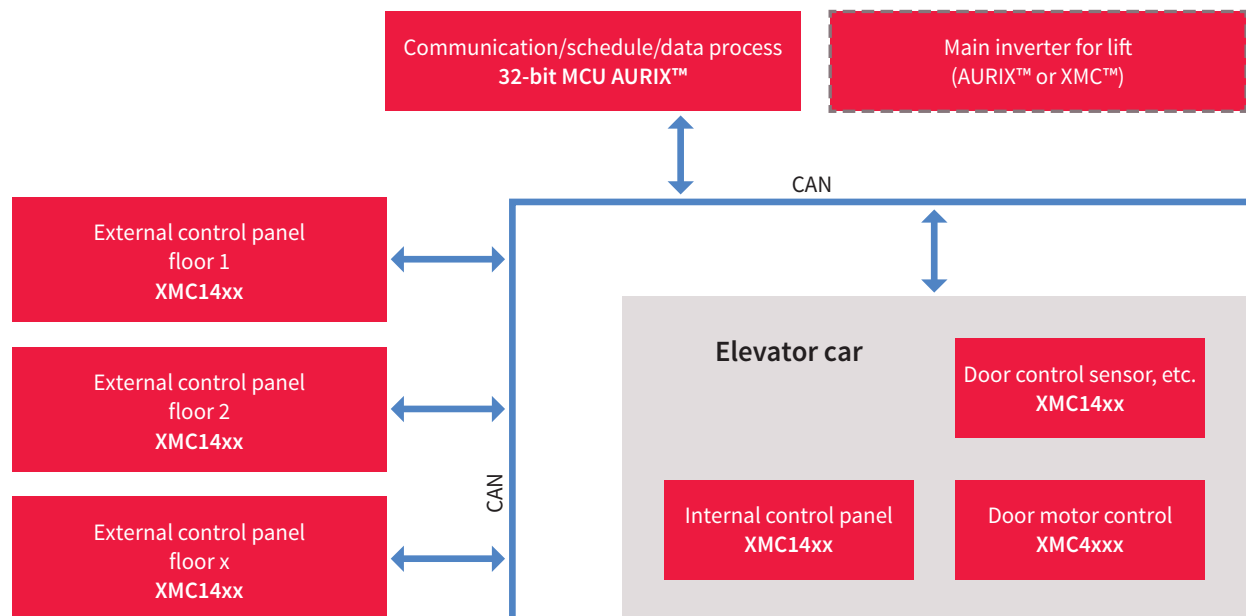 Communication/schedule/data process
32-bit MCU AURIX™
Main inverter for lift
(AURIX™ or XMC™)
CAN
External control panel
floor 1
XMC14xx
External control panel
floor 2
XMC14xx
External control panel
floor x
XMC14xx
CAN
Elevator car
Door control sensor, etc.
XMC14xx
Internal control panel
XMC14xx
Door motor control
XMC4xxx